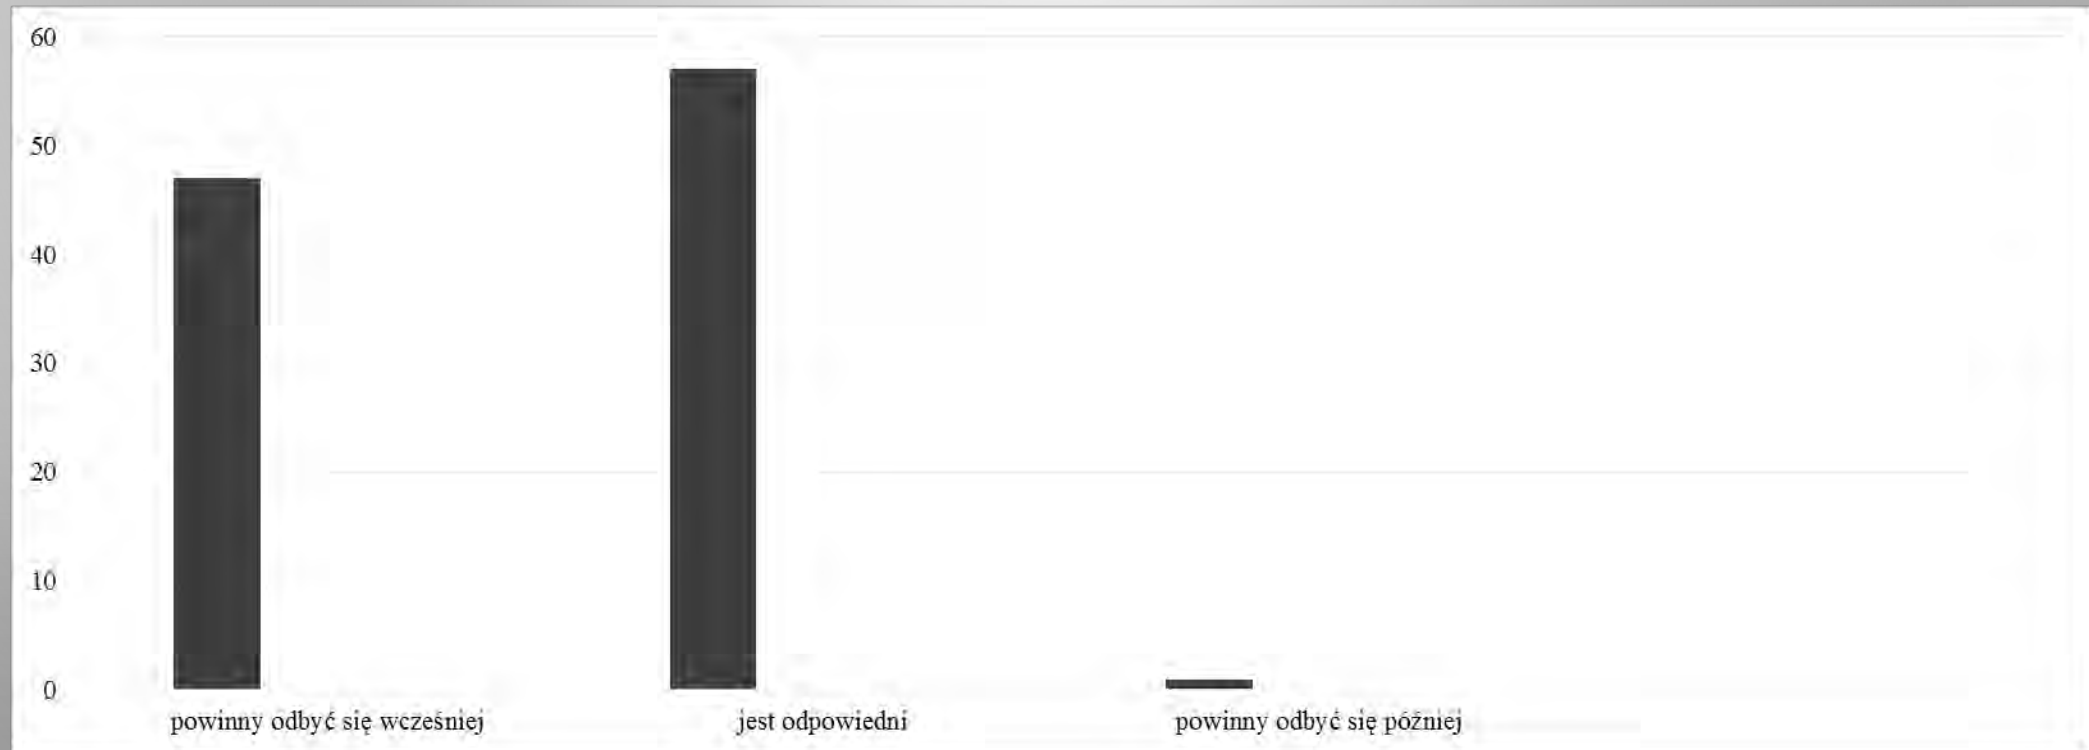 60
50
40
30
20
10
0
powinny odbyć się wcześniej
jest odpowiedni
powinny odbyć się później